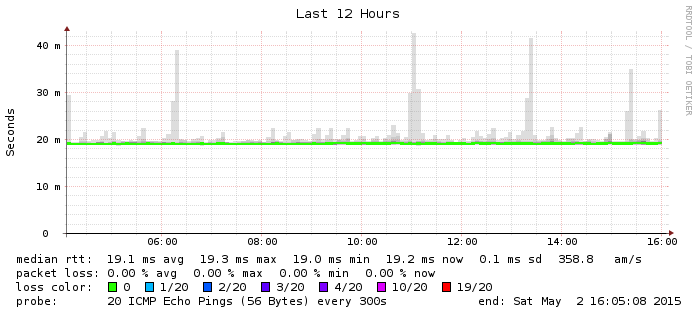 Last 12 Hours
RRDTOOL / TOBI OETIKER
Seconds
40 m
30 m
20 m
10 m
0
06:00 08:00 10:00 12:00 14:00 16:00
median rtt: 19.1 ms avg 19.3 ms max 19.0 ms min 19.2 ms now 0.1 ms sd 358.8 am/s
packet loss: 0.00 % avg 0.00 % max 0.00 % min 0.00 % now
loss color: 0 1/20 2/20 3/20 4/20 10/20 19/20
probe: 20 ICMP Echo Pings (56 Bytes) every 300s end: Sat May 2 16:05:08 2015